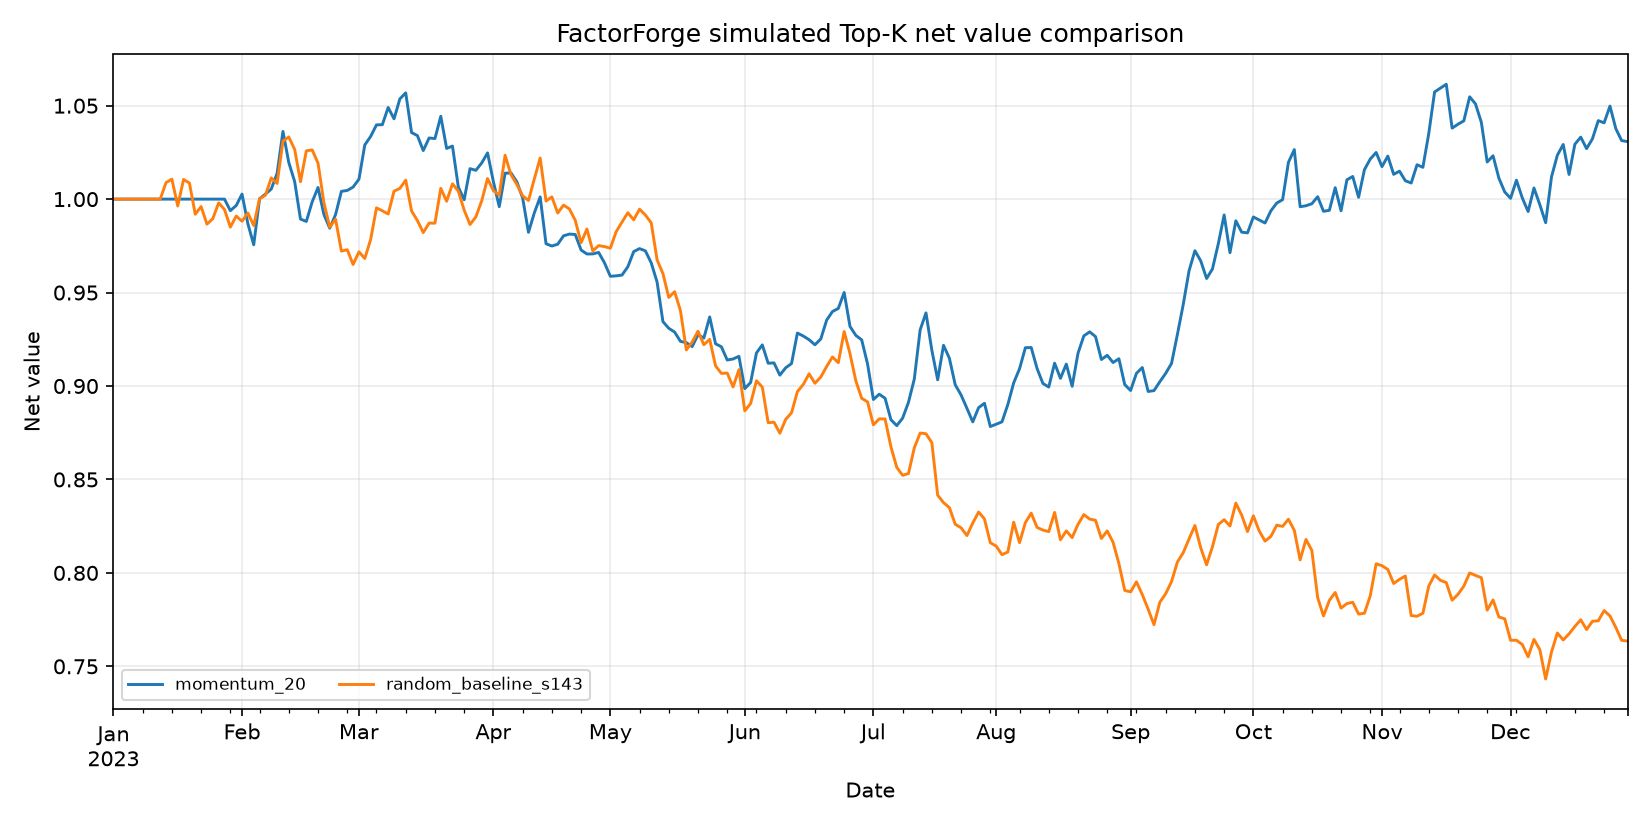 FactorForge simulated Top-K net value comparison
Net value
1.05
1.00
0.95
0.90
0.85
0.80
0.75
momentum_20 random_baseline_s143
Jan Feb Mar Apr May Jun Jul Aug Sep Oct Nov Dec
2023
Date